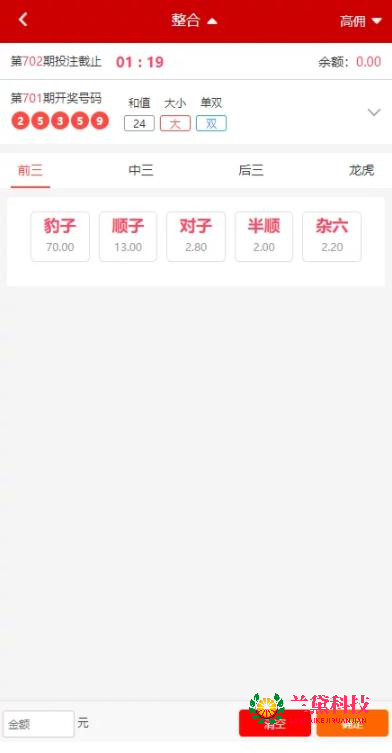 整合 高佣
第702期投注截止 01：19 余额：0.00
第701期开奖号码 和值 大小 单双
2 5 3 5 9 24 大 双
前三 中三 后三 龙虎
豹子 顺子 对子 半顺 杂六
70.00 13.00 2.80 2.00 2.20
兰黛科技
金额 元 清空 确定